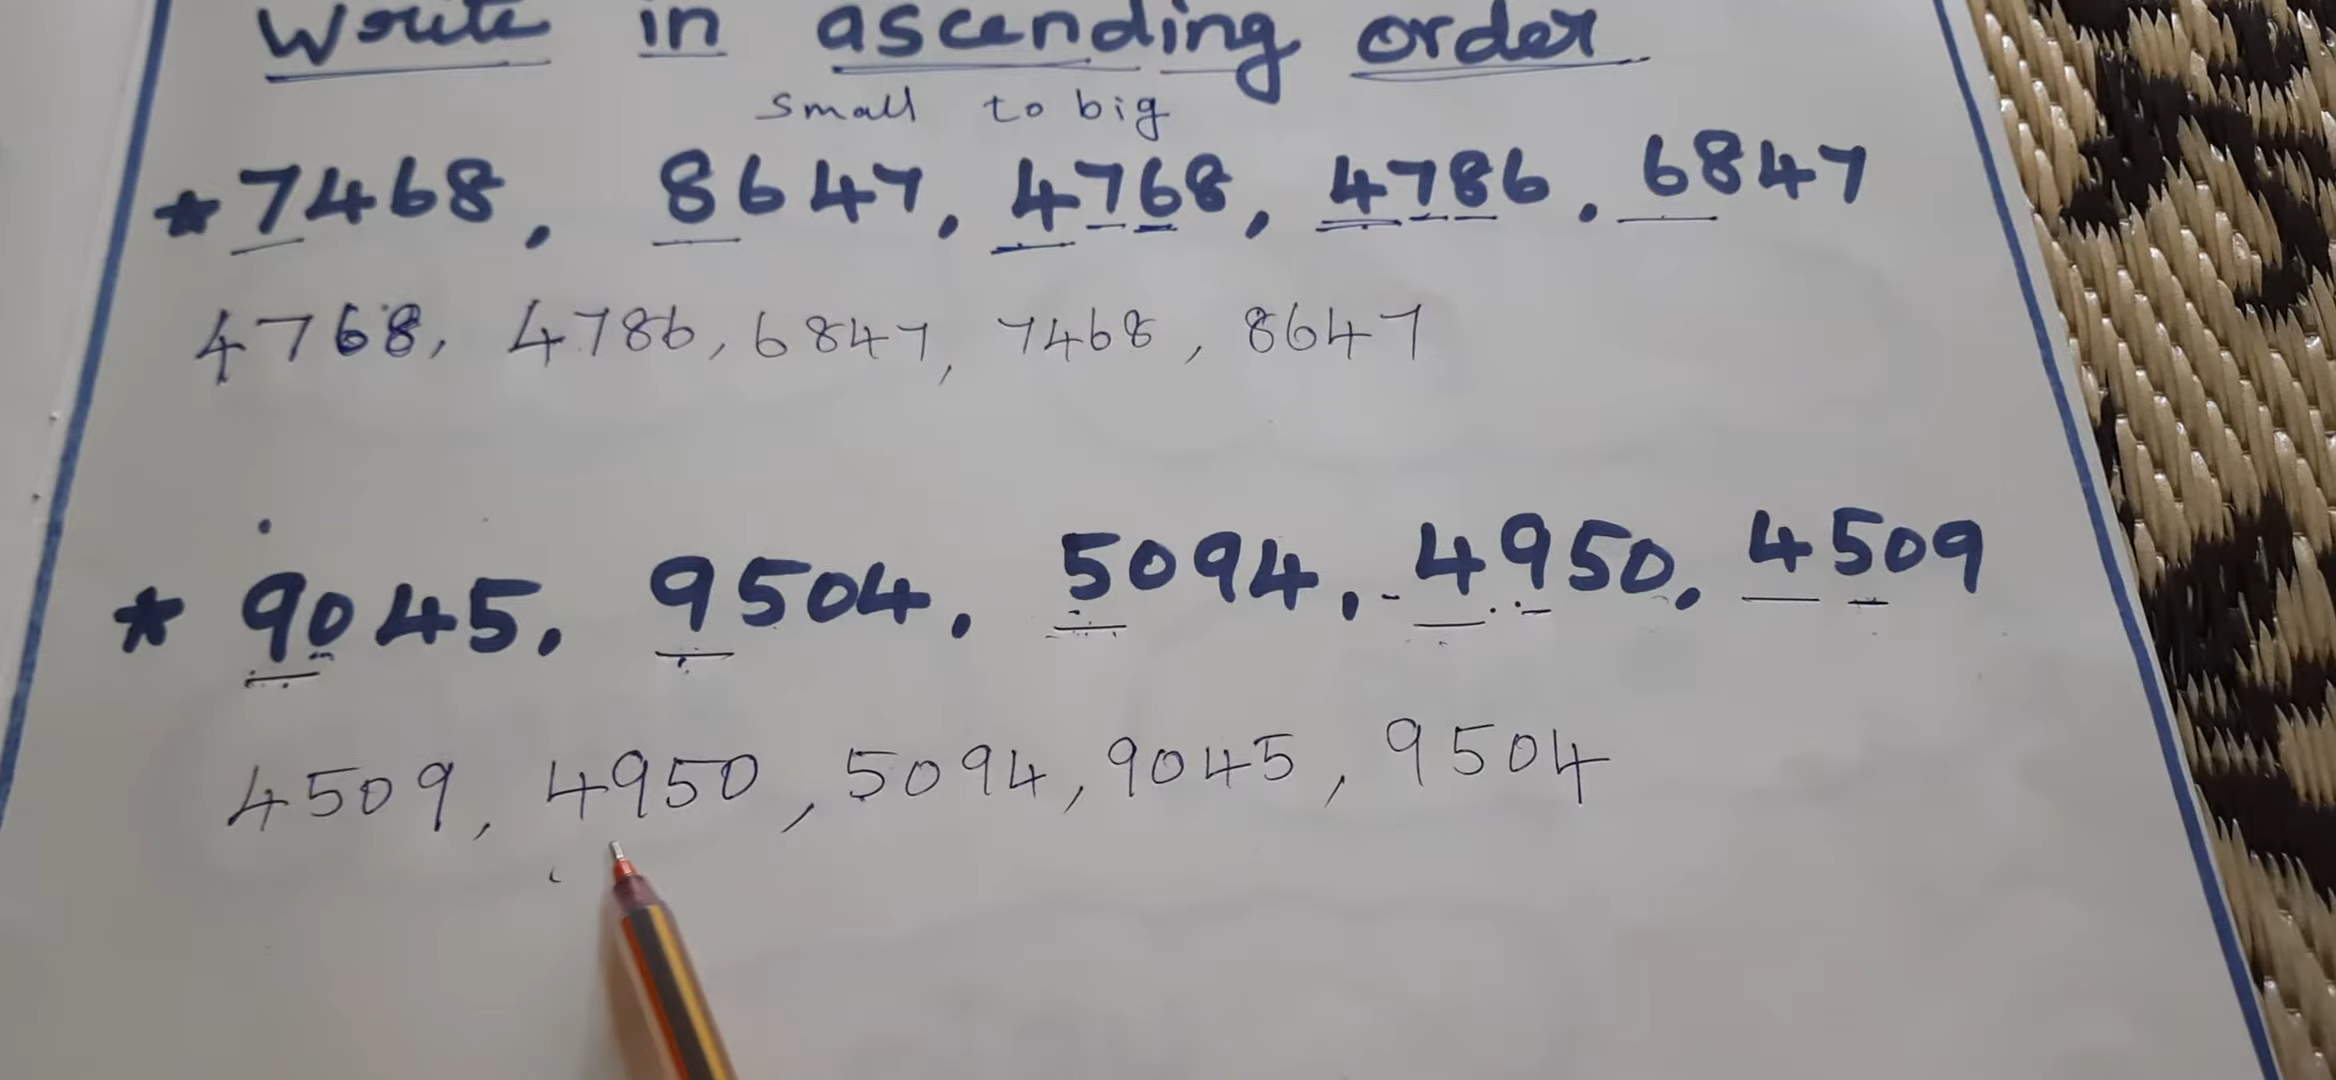 Write in ascending order
small to big
* 7468, 8647, 4768, 4786, 6847
4768, 4786, 6847, 7468, 8647
* 9045, 9504, 5094, 4950, 4509
4509, 4950, 5094, 9045, 9504